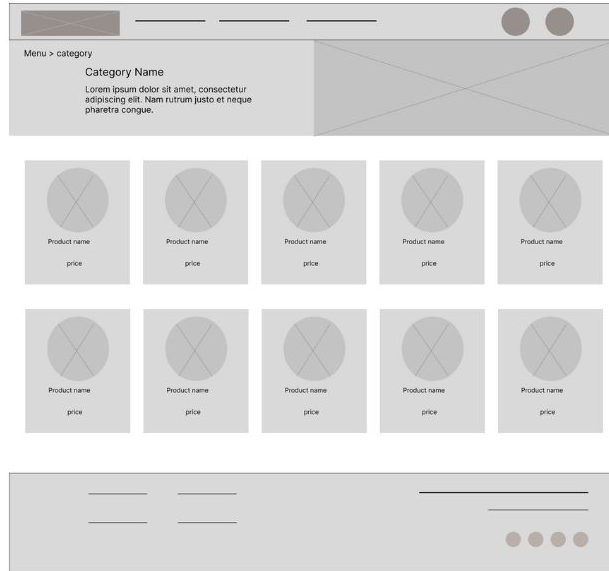 Menu > category
Category Name
Lorem ipsum dolor sit amet, consectetur
adipiscing elit. Nam rutrum justo et neque
pharetra congue.
Product name
price
Product name
price
Product name
price
Product name
price
Product name
price
Product name
price
Product name
price
Product name
price
Product name
price
Product name
price